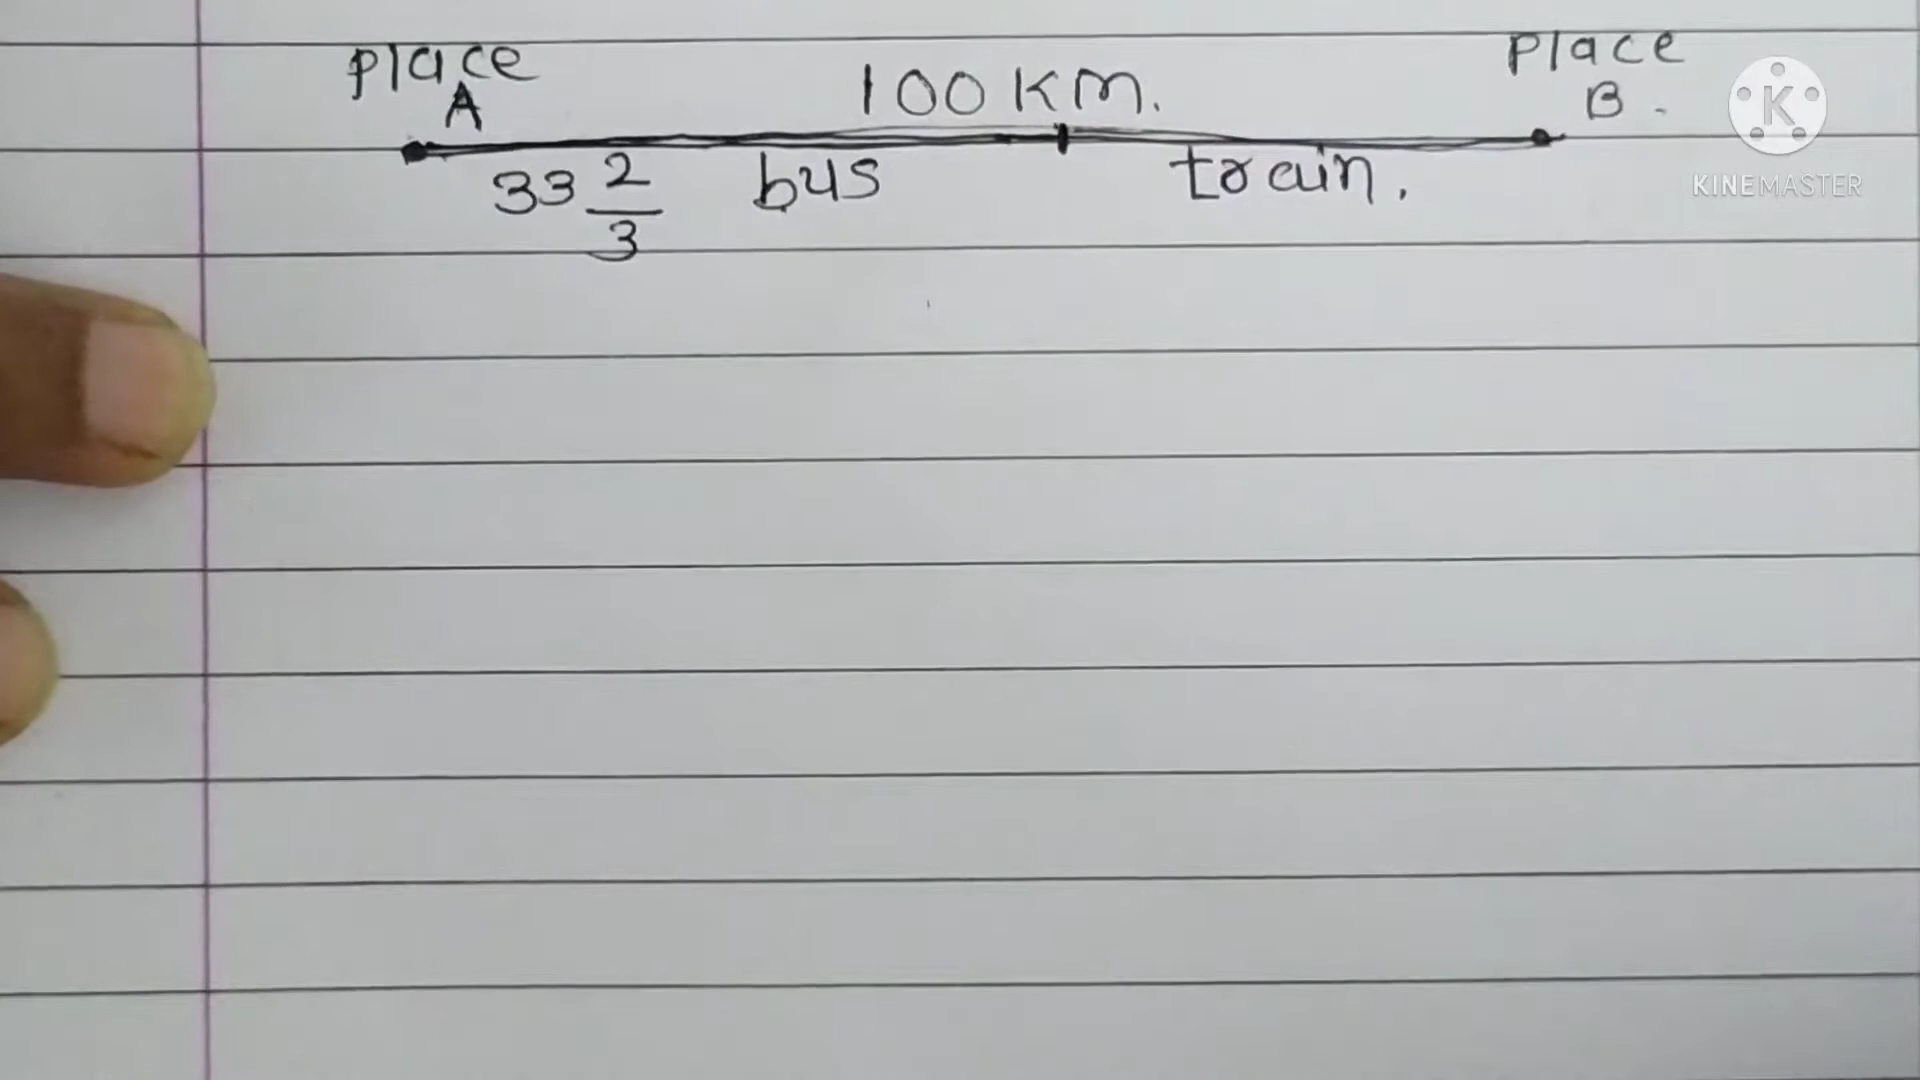 Place Place
A 100 KM. B.
33 2/3 bus train.
K
KINEMASTER